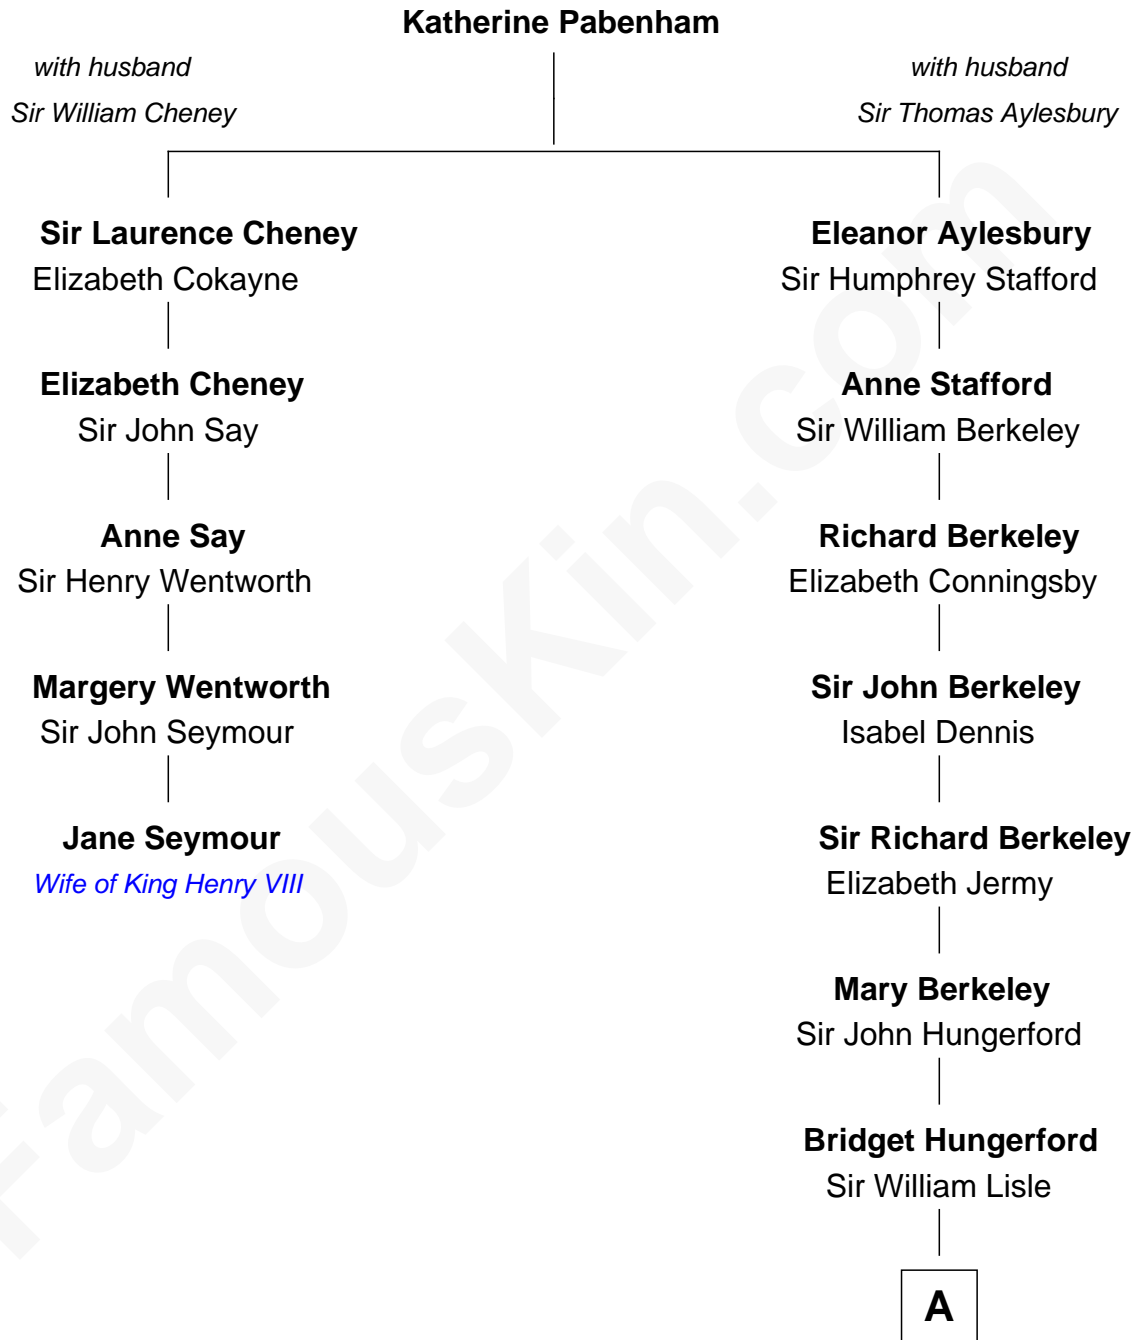 Katherine Pabenham
with husband
Sir William Cheney
with husband
Sir Thomas Aylesbury
Sir Laurence Cheney
Elizabeth Cokayne
Elizabeth Cheney
Sir John Say
Anne Say
Sir Henry Wentworth
Margery Wentworth
Sir John Seymour
Jane Seymour
Wife of King Henry VIII
Eleanor Aylesbury
Sir Humphrey Stafford
Anne Stafford
Sir William Berkeley
Richard Berkeley
Elizabeth Conningsby
Sir John Berkeley
Isabel Dennis
Sir Richard Berkeley
Elizabeth Jermy
Mary Berkeley
Sir John Hungerford
Bridget Hungerford
Sir William Lisle
A
FamousKin.com